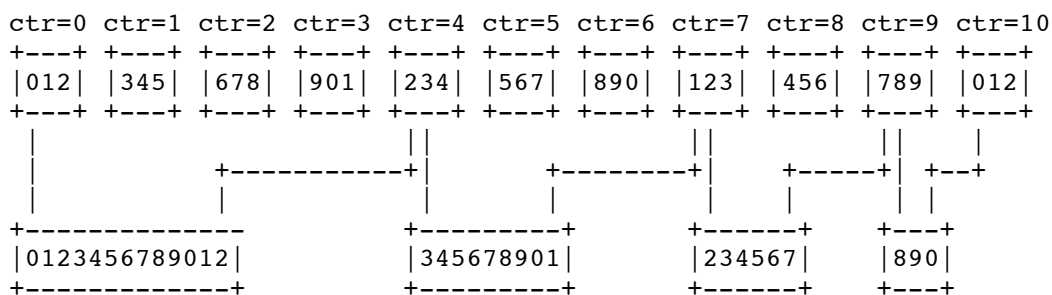 ctr=0 ctr=1 ctr=2 ctr=3 ctr=4 ctr=5 ctr=6 ctr=7 ctr=8 ctr=9 ctr=10
+---+ +---+ +---+ +---+ +---+ +---+ +---+ +---+ +---+ +---+ +---+
|012| |345| |678| |901| |234| |567| |890| |123| |456| |789| |012|
+---+ +---+ +---+ +---+ +---+ +---+ +---+ +---+ +---+ +---+ +---+
 |                       ||                ||          ||    |
 |           +-----------+|       +--------+|    +-----+| +--+
 |           |            |       |         |    |      | |
+--------------          +---------+       +------+    +---+
|0123456789012|          |345678901|       |234567|    |890|
+-------------+          +---------+       +------+    +---+